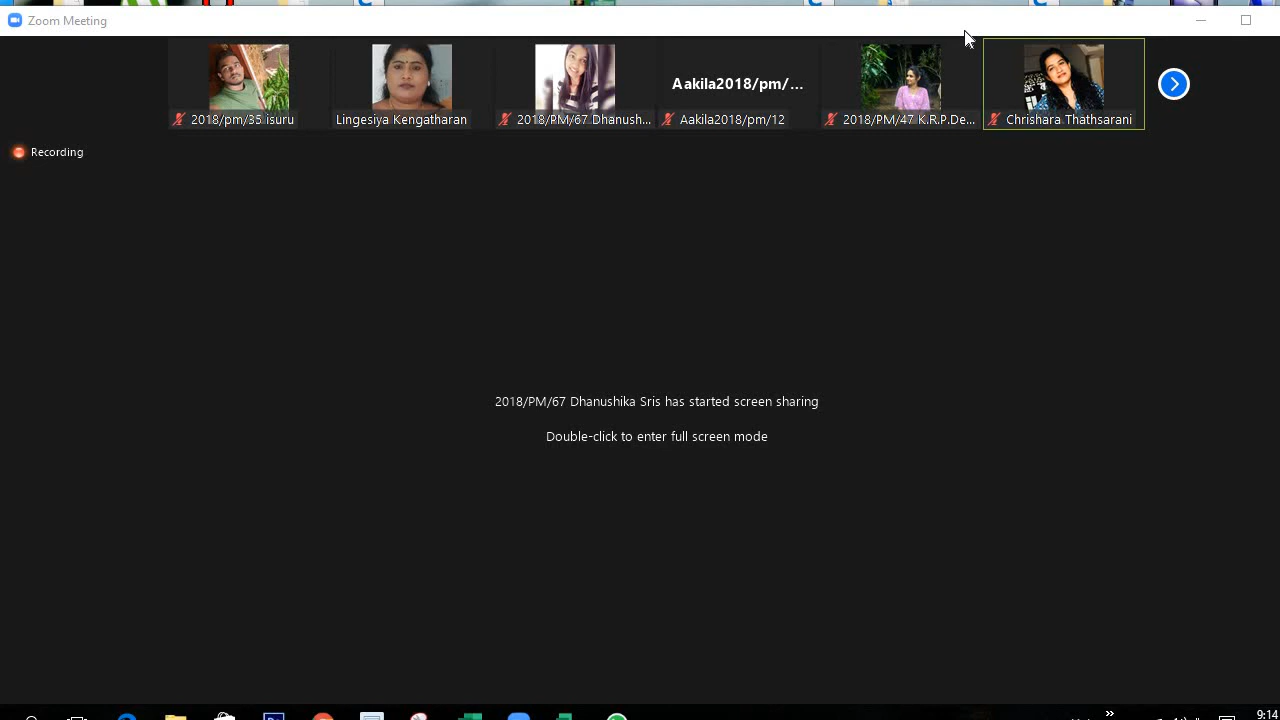 Zoom Meeting
Aakila2018/pm/...
2018/pm/35 isuru
Lingesiya Kengatharan
2018/PM/67 Dhanush...
Aakila2018/pm/12
2018/PM/47 K.R.P.De...
Chrishara Thathsarani
Recording
2018/PM/67 Dhanushika Sris has started screen sharing
Double-click to enter full screen mode
9:14